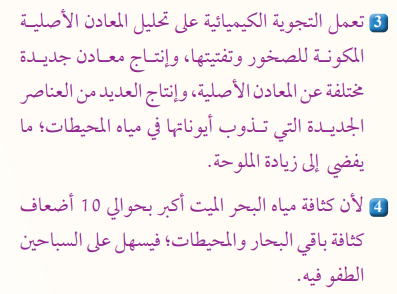 3 تعمل التجوية الكيميائية على تحليل المعادن الأصلية
المكونة للصخور وتفتيتها، وإنتاج معادن جديدة
مختلفة عن المعادن الأصلية، وإنتاج العديد من العناصر
الجديدة التي تذوب أيوناتها في مياه المحيطات؛ ما
يفضي إلى زيادة الملوحة.
4 لأن كثافة مياه البحر الميت أكبر بحوالي 10 أضعاف
كثافة باقي البحار والمحيطات؛ فيسهل على السباحين
الطفو فيه.